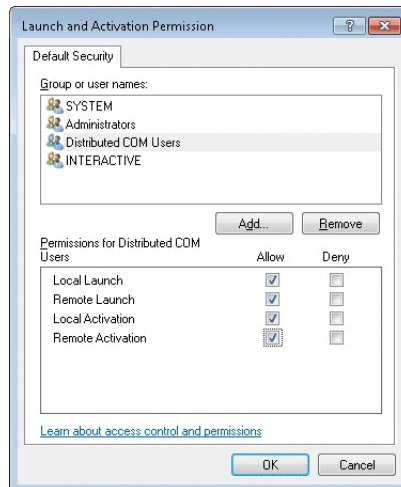 Launch and Activation Permission
Default Security
Group or user names:
SYSTEM
Administrators
Distributed COM Users
INTERACTIVE
Add...
Remove
Permissions for Distributed COM
Users
Allow
Deny
Local Launch
Remote Launch
Local Activation
Remote Activation
Learn about access control and permissions
OK
Cancel